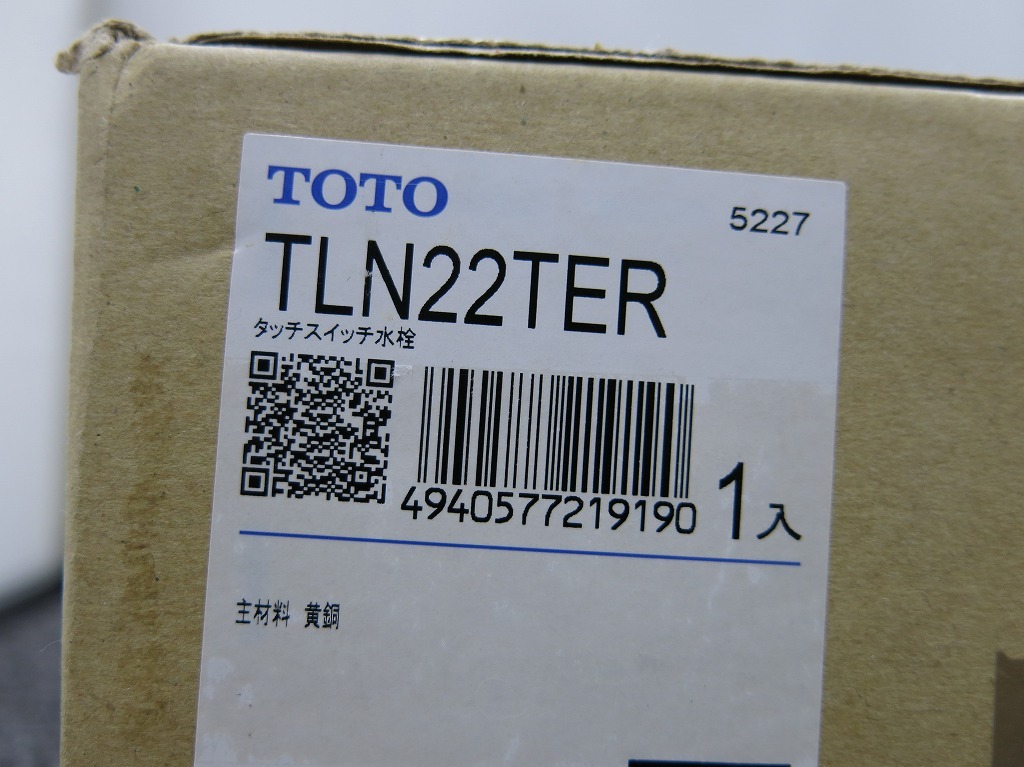 TOTO
5227
TLN22TER
タッチスイッチ水栓
4940577219190
1入
主材料 黄銅